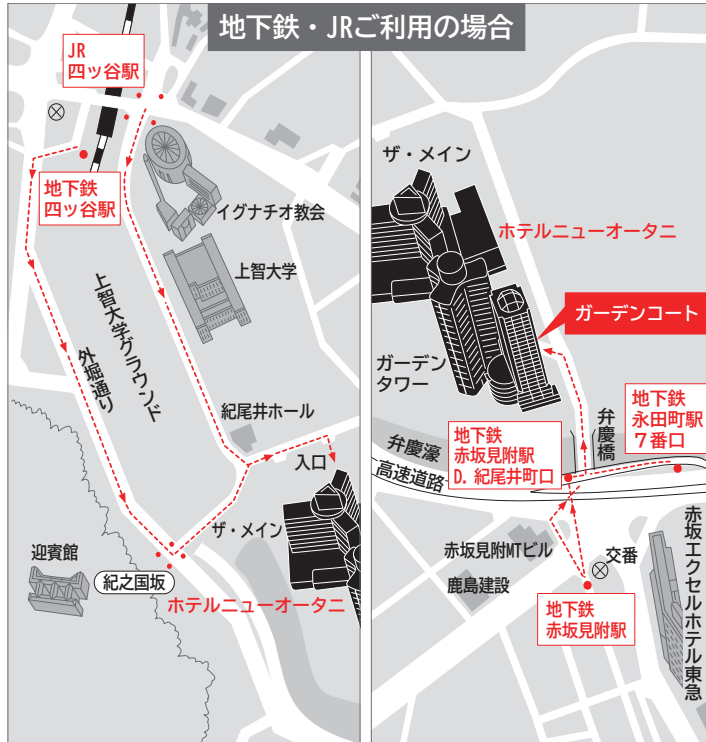 地下鉄・JRご利用の場合
JR
四ッ谷駅
地下鉄
四ッ谷駅
イグナチオ教会
上智大学
上智大学グラウンド
外堀通り
紀尾井ホール
入口
ザ・メイン
迎賓館
紀之国坂
ホテルニューオータニ
ザ・メイン
ホテルニューオータニ
ガーデンコート
ガーデン
タワー
地下鉄
永田町駅
7番口
弁慶橋
地下鉄
赤坂見附駅
D. 紀尾井町口
弁慶濠
高速道路
赤坂見附MTビル
交番
鹿島建設
地下鉄
赤坂見附駅
赤坂エクセルホテル東急